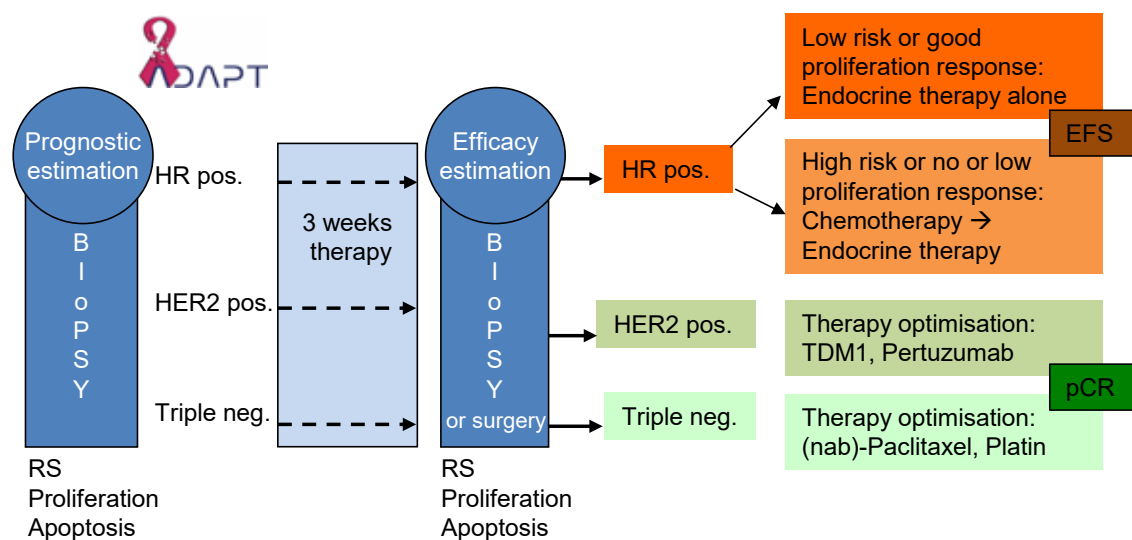 ADAPT
Prognostic
estimation
B
I
o
P
S
Y
RS
Proliferation
Apoptosis
HR pos.
HER2 pos.
Triple neg.
3 weeks
therapy
Efficacy
estimation
B
I
o
P
S
Y
or surgery
RS
Proliferation
Apoptosis
HR pos.
HER2 pos.
Triple neg.
Low risk or good
proliferation response:
Endocrine therapy alone
EFS
High risk or no or low
proliferation response:
Chemotherapy →
Endocrine therapy
Therapy optimisation:
TDM1, Pertuzumab
pCR
Therapy optimisation:
(nab)-Paclitaxel, Platin